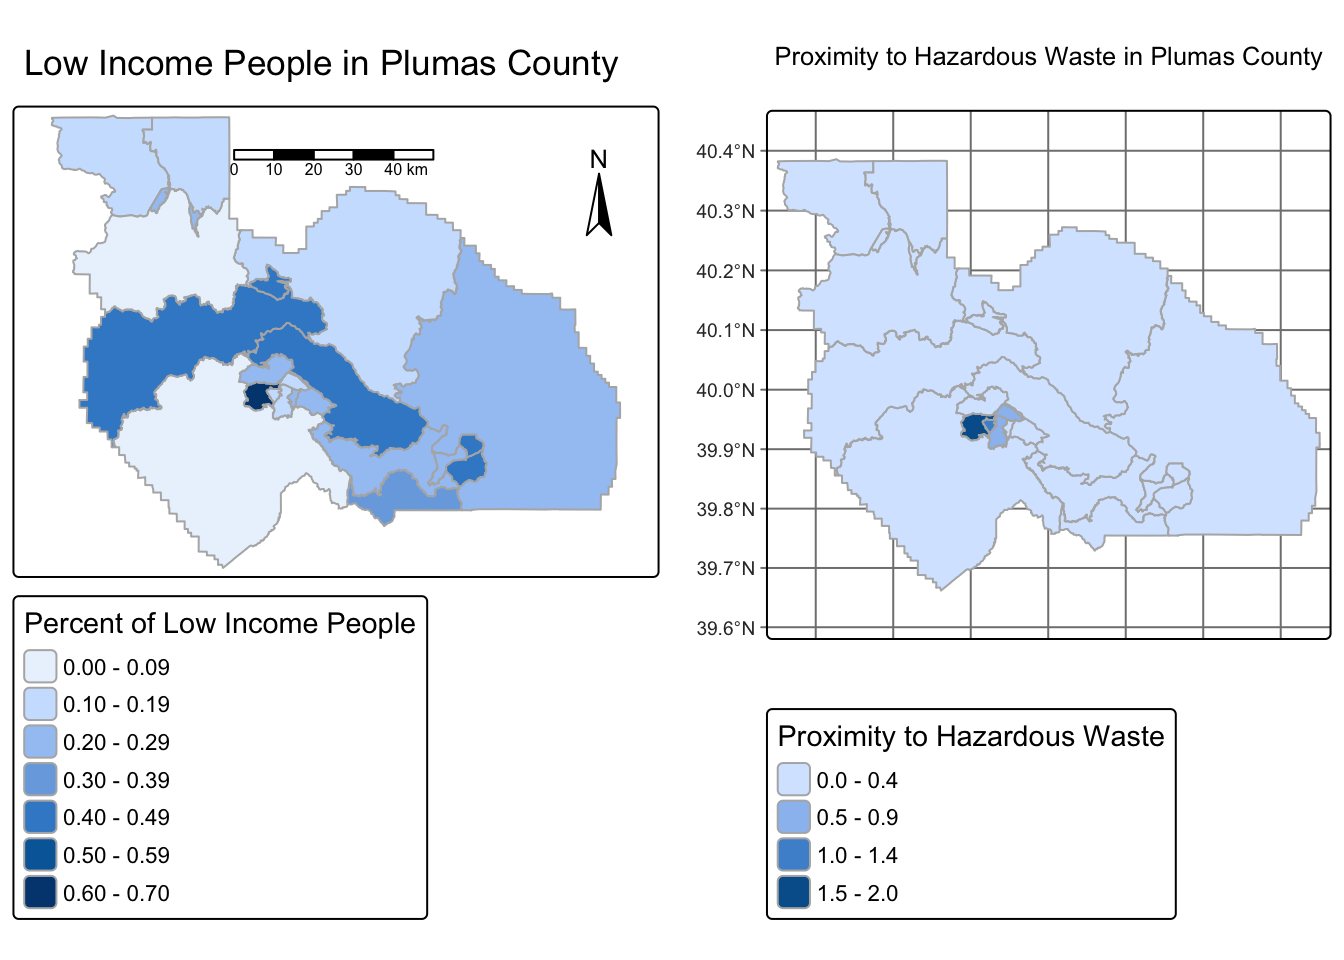 Low Income People in Plumas County
N
0 10 20 30 40 km
Percent of Low Income People
0.00 - 0.09
0.10 - 0.19
0.20 - 0.29
0.30 - 0.39
0.40 - 0.49
0.50 - 0.59
0.60 - 0.70
Proximity to Hazardous Waste in Plumas County
40.4°N
40.3°N
40.2°N
40.1°N
40.0°N
39.9°N
39.8°N
39.7°N
39.6°N
Proximity to Hazardous Waste
0.0 - 0.4
0.5 - 0.9
1.0 - 1.4
1.5 - 2.0